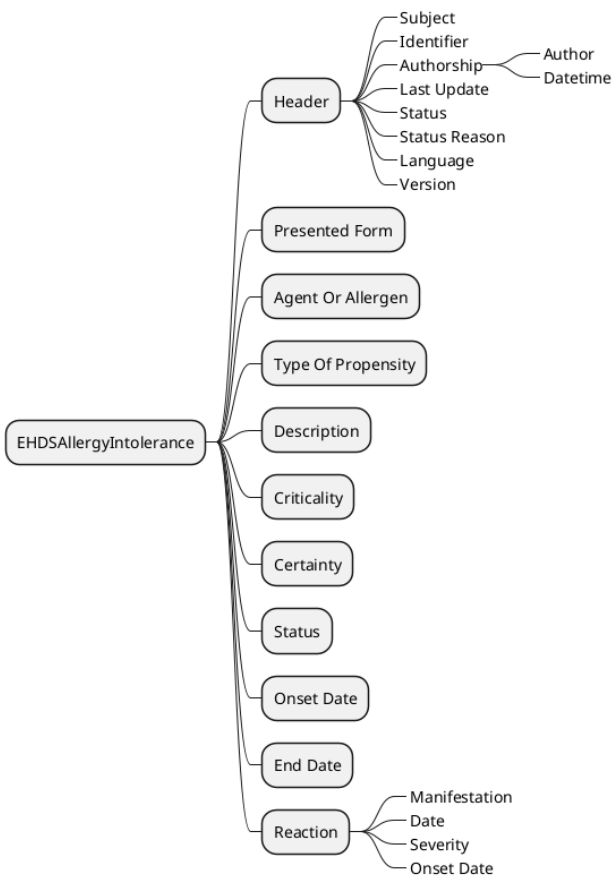 Subject
Identifier
Authorship
Author
Datetime
Last Update
Status
Status Reason
Language
Version
Header
Presented Form
Agent Or Allergen
Type Of Propensity
Description
EHDSAllergyIntolerance
Criticality
Certainty
Status
Onset Date
End Date
Reaction
Manifestation
Date
Severity
Onset Date